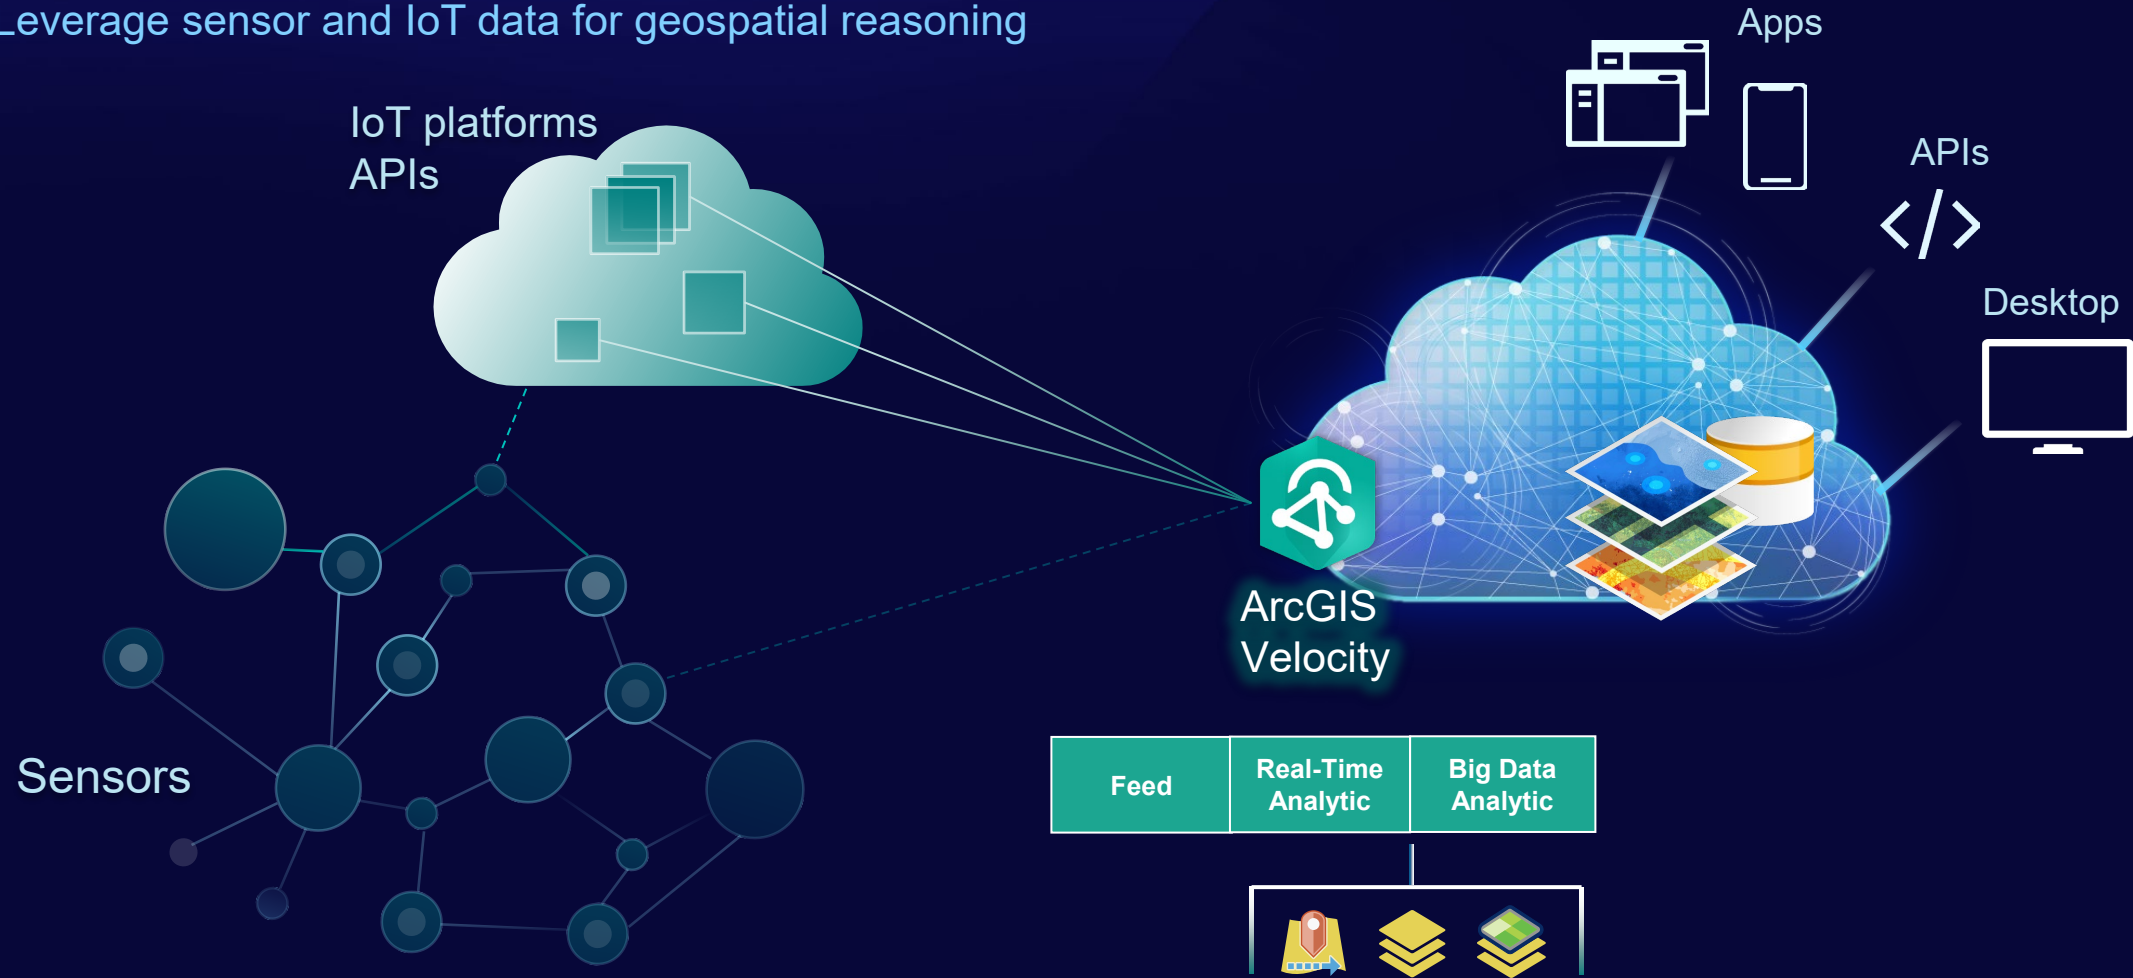 Leverage sensor and IoT data for geospatial reasoning
Apps
IoT platforms
APIs
APIs
Desktop
ArcGIS
Velocity
Sensors
Feed
Real-Time
Analytic
Big Data
Analytic